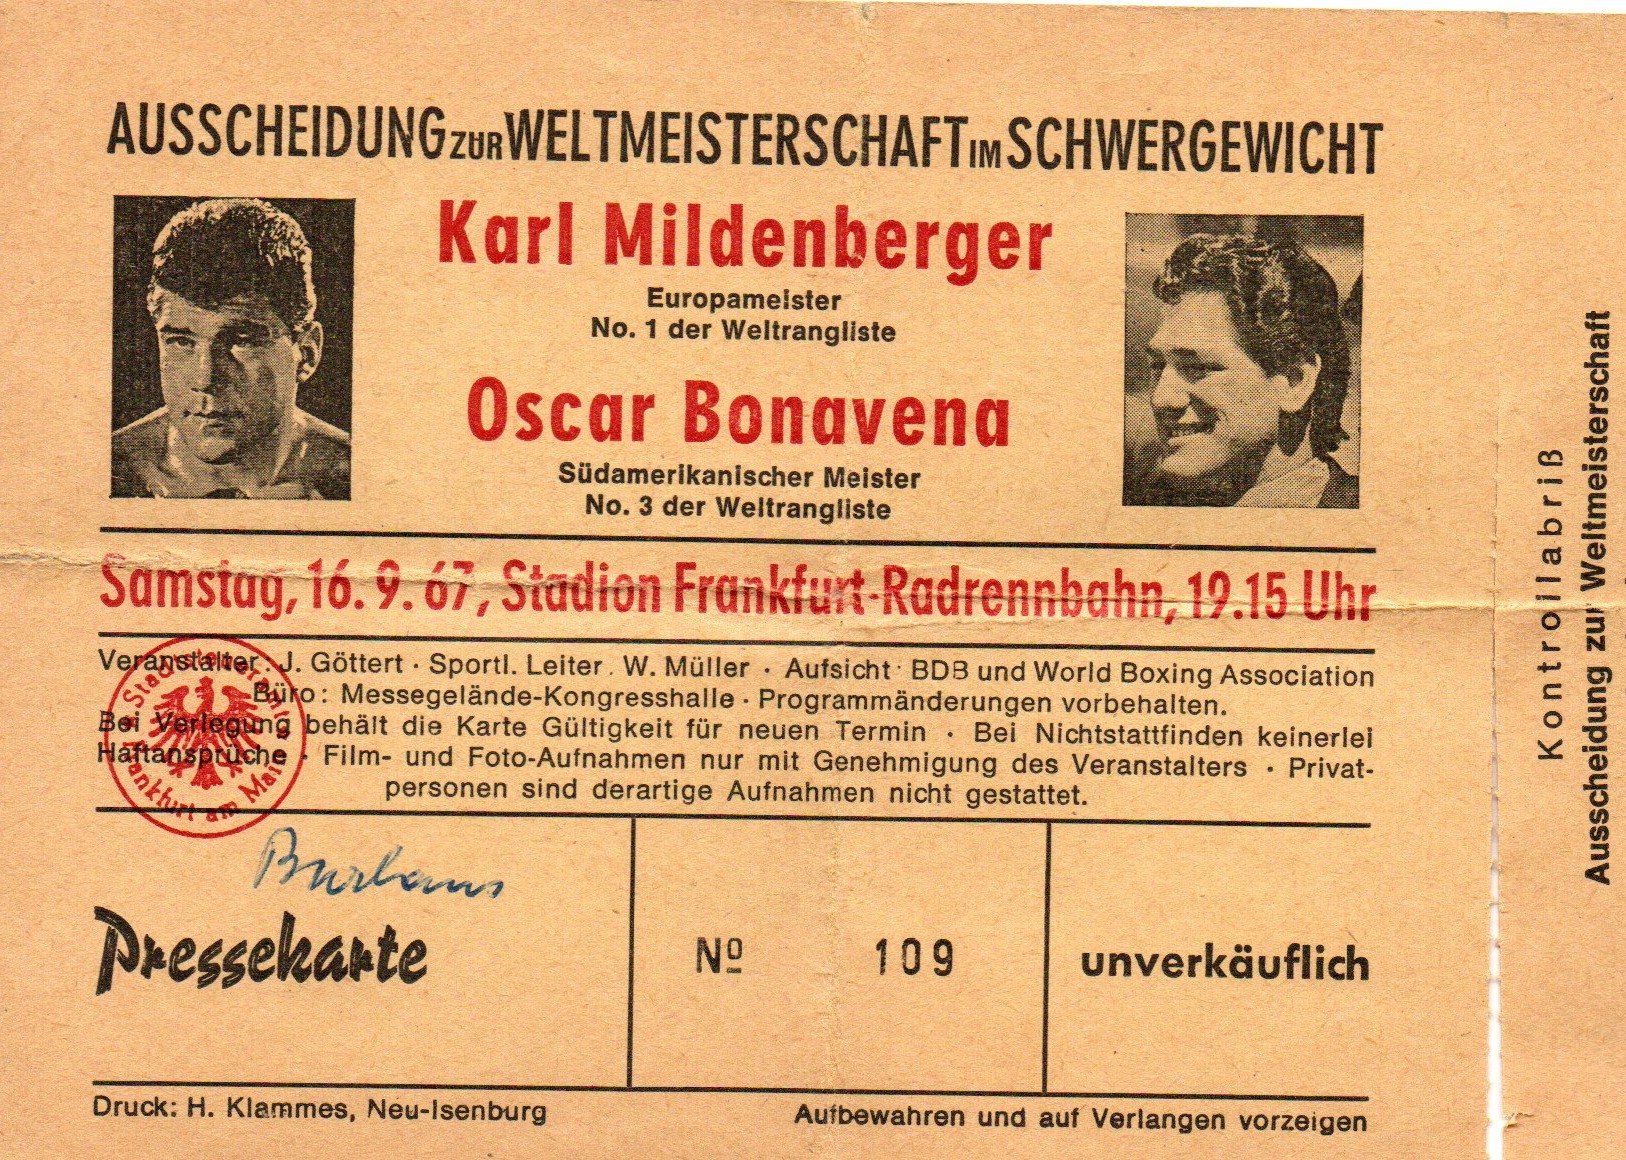 AUSSCHEIDUNG ZUR WELTMEISTERSCHAFT IM SCHWERGEWICHT
Karl Mildenberger
Europameister
No. 1 der Weltrangliste
Oscar Bonavena
Südamerikanischer Meister
No. 3 der Weltrangliste
Samstag, 16. 9. 67, Stadion Frankfurt-Radrennbahn, 19.15 Uhr
Veranstalter: J. Göttert · Sportl. Leiter. W. Müller · Aufsicht · BDB und World Boxing Association
Büro: Messegelände-Kongresshalle · Programmänderungen vorbehalten.
Bei Verlegung behält die Karte Gültigkeit für neuen Termin · Bei Nichtstattfinden keinerlei
Haftansprüche · Film- und Foto-Aufnahmen nur mit Genehmigung des Veranstalters · Privat-
personen sind derartige Aufnahmen nicht gestattet.
Stadtsteueramt
Frankfurt am Main
Pressekarte
Nº 109
unverkäuflich
Druck: H. Klammes, Neu-Isenburg
Aufbewahren und auf Verlangen vorzeigen
Kontrollabriß
Ausscheidung zur Weltmeisterschaft